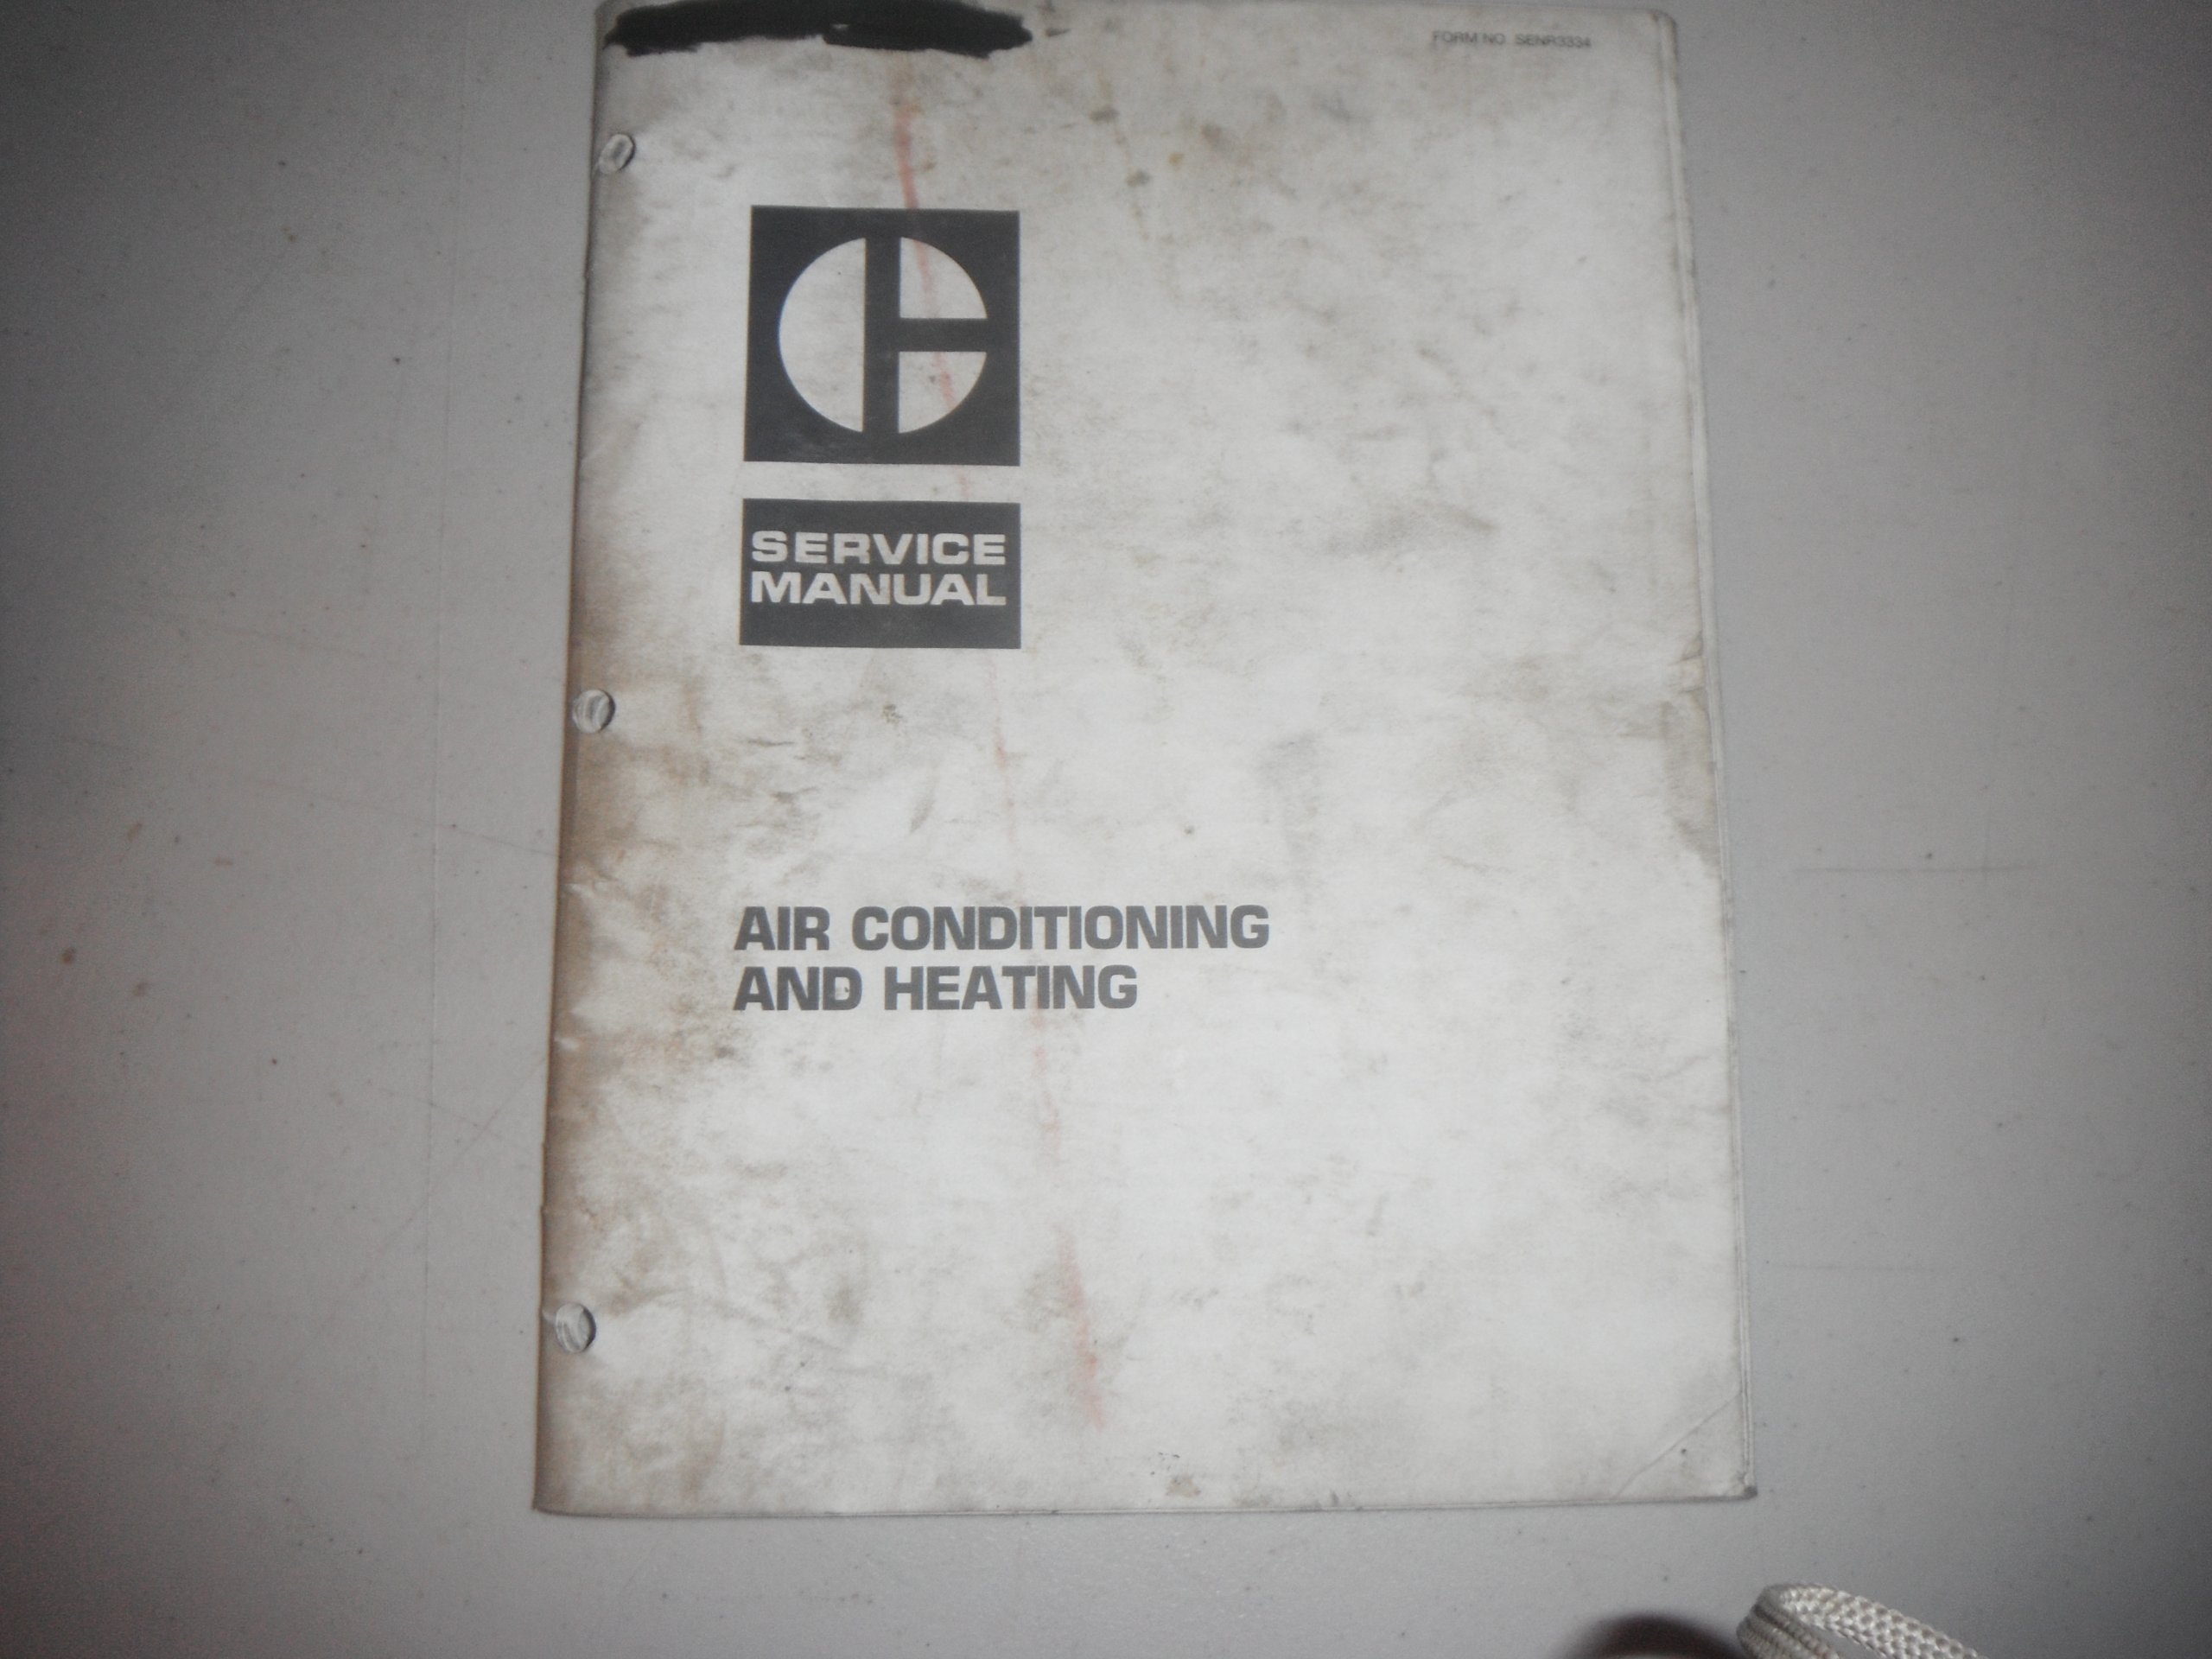 FORM NO. SENR3334
SERVICE
MANUAL
AIR CONDITIONING
AND HEATING